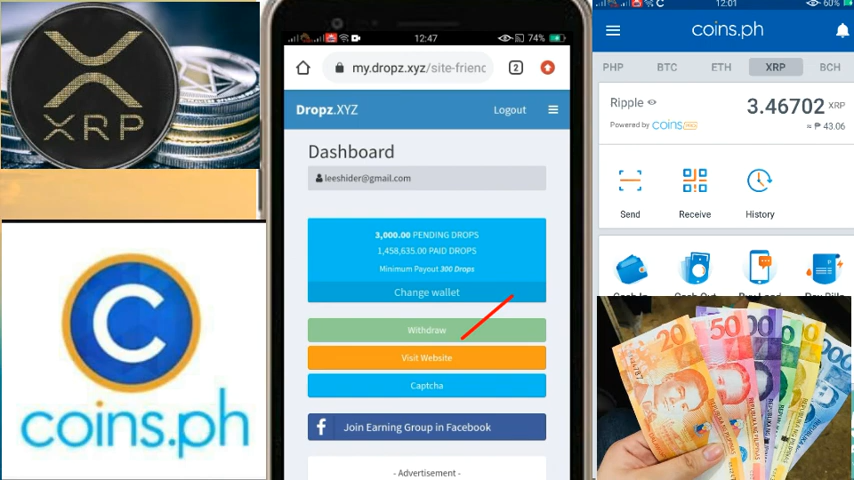 XRP
coins.ph
12:47
74%
my.dropz.xyz/site-friend
2
Dropz.XYZ
Logout
Dashboard
leeshider@gmail.com
3,000.00 PENDING DROPS
1,458,635.00 PAID DROPS
Minimum Payout 300 Drops
Change wallet
Withdraw
Visit Website
Captcha
Join Earning Group in Facebook
- Advertisement -
12:01
60%
coins.ph
PHP
BTC
ETH
XRP
BCH
Ripple
3.46702 XRP
Powered by coins
≈ ₱ 43.06
Send
Receive
History
20
50